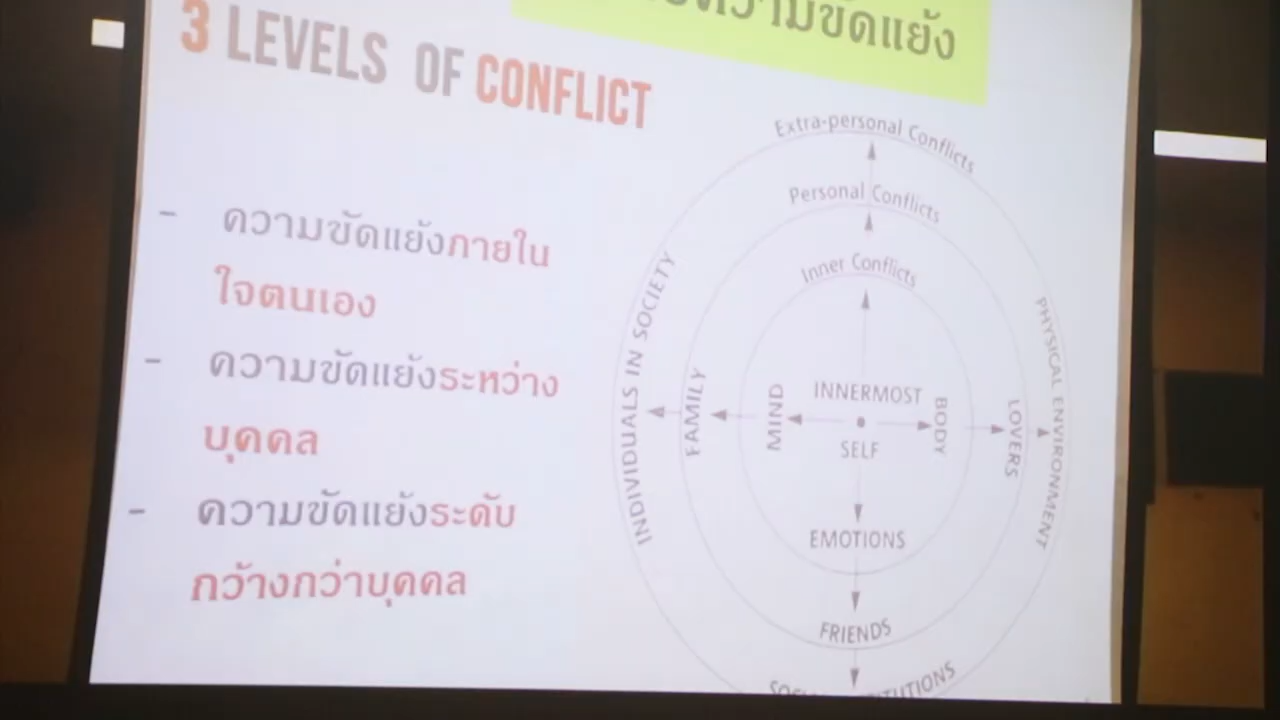 ความขัดแย้ง
3 LEVELS OF CONFLICT
- ความขัดแย้งภายใน
ใจตนเอง
- ความขัดแย้งระหว่าง
บุคคล
- ความขัดแย้งระดับ
กว้างกว่าบุคคล
Extra-personal Conflicts
Personal Conflicts
Inner Conflicts
INDIVIDUALS IN SOCIETY
FAMILY
MIND
INNERMOST
SELF
BODY
LOVERS
PHYSICAL ENVIRONMENT
EMOTIONS
FRIENDS